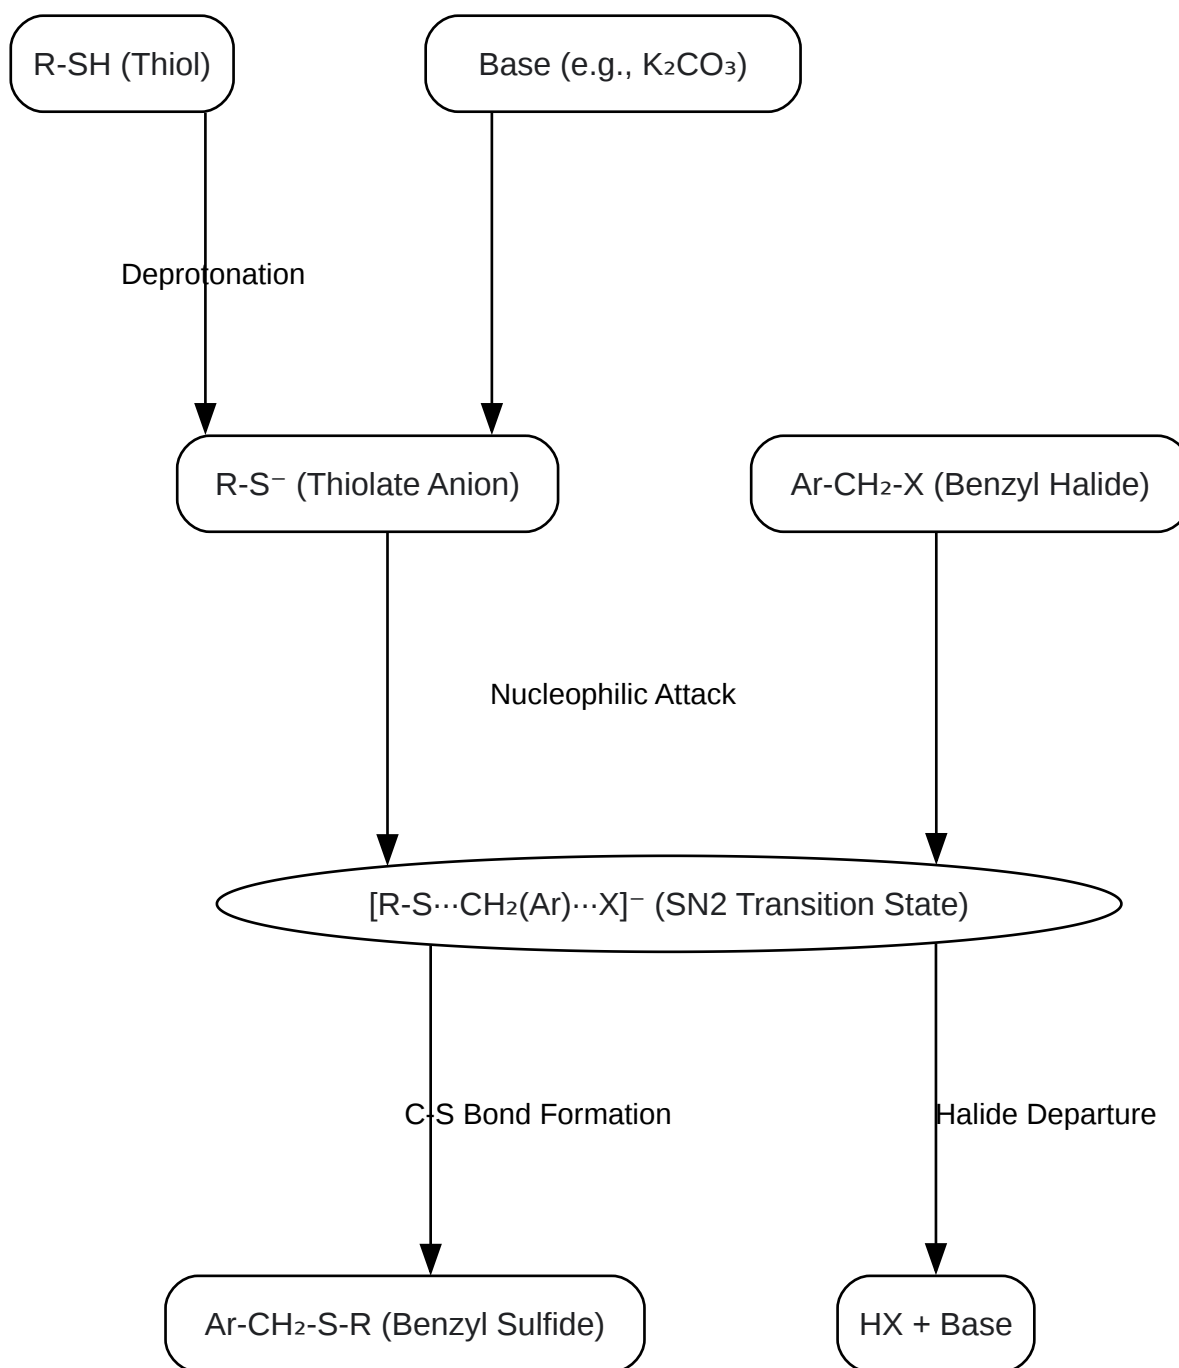 R-SH (Thiol)
Base (e.g., K₂CO₃)
Deprotonation
R-S⁻ (Thiolate Anion)
Ar-CH₂-X (Benzyl Halide)
Nucleophilic Attack
[R-S···CH₂(Ar)···X]⁻ (SN2 Transition State)
C-S Bond Formation
Halide Departure
Ar-CH₂-S-R (Benzyl Sulfide)
HX + Base